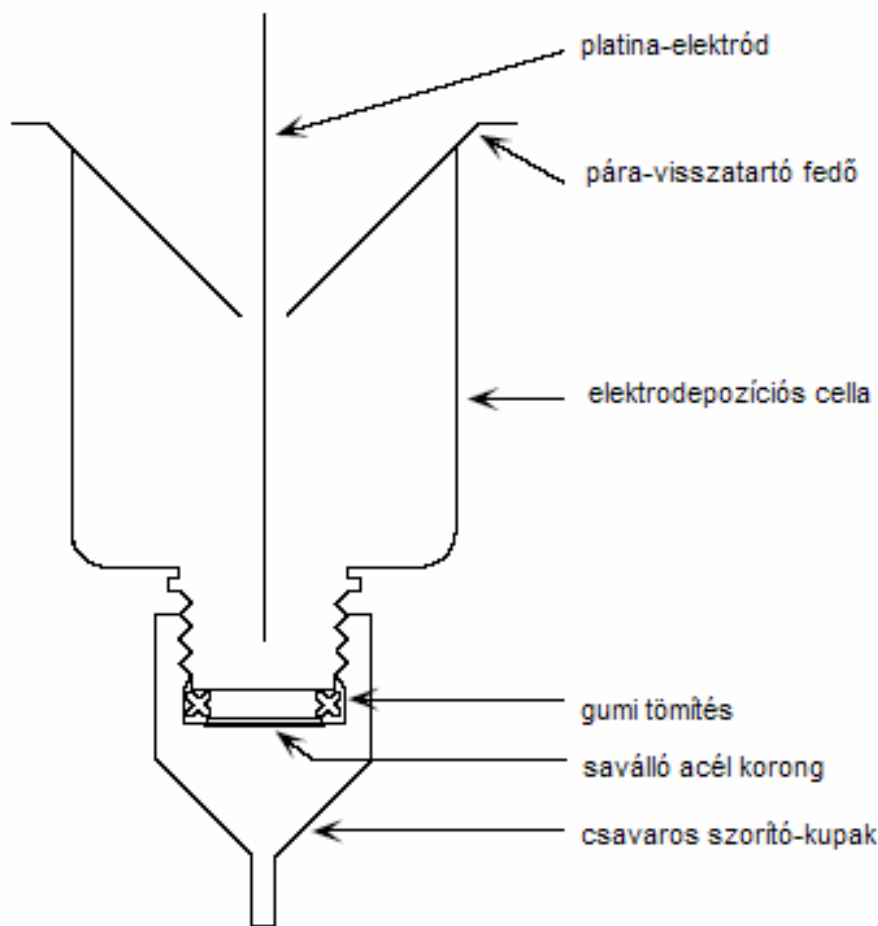 platina-elektród
pára-visszatartó fedő
elektrodepozíciós cella
gumi tömítés
saválló acél korong
csavaros szorító-kupak